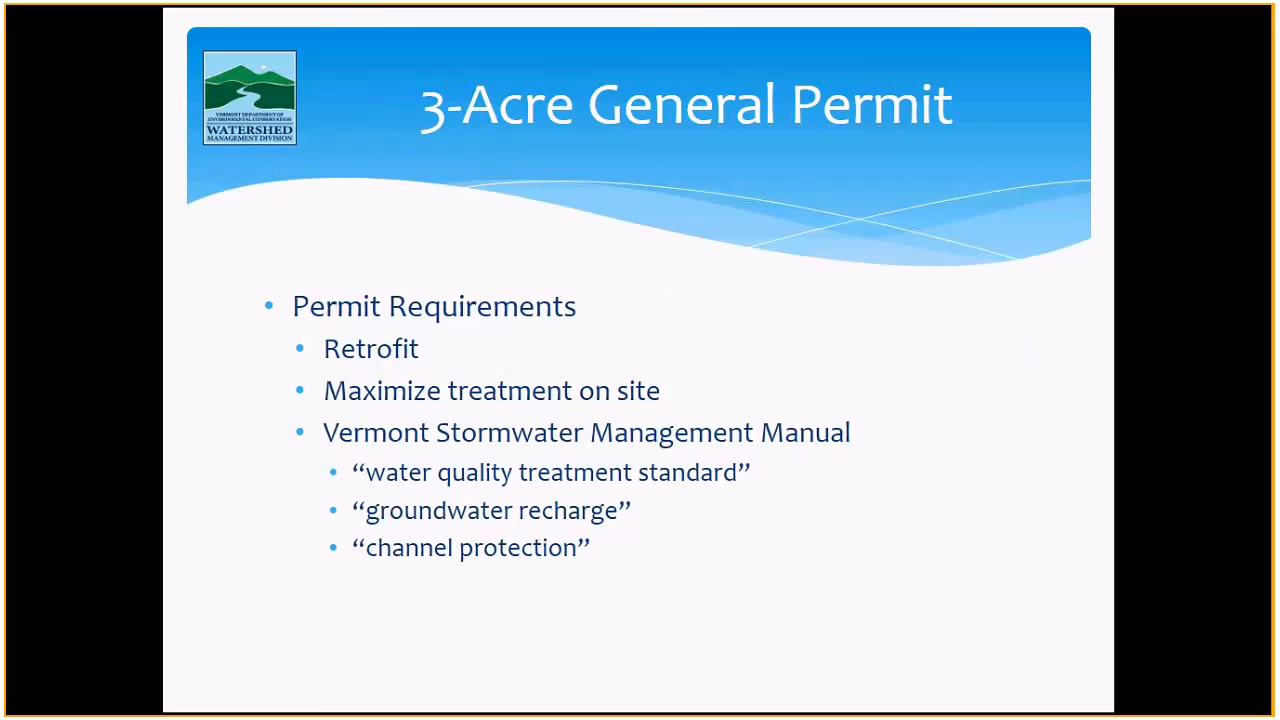 VERMONT DEPARTMENT OF
ENVIRONMENTAL CONSERVATION
WATERSHED
MANAGEMENT DIVISION
3-Acre General Permit
• Permit Requirements
• Retrofit
• Maximize treatment on site
• Vermont Stormwater Management Manual
• “water quality treatment standard”
• “groundwater recharge”
• “channel protection”